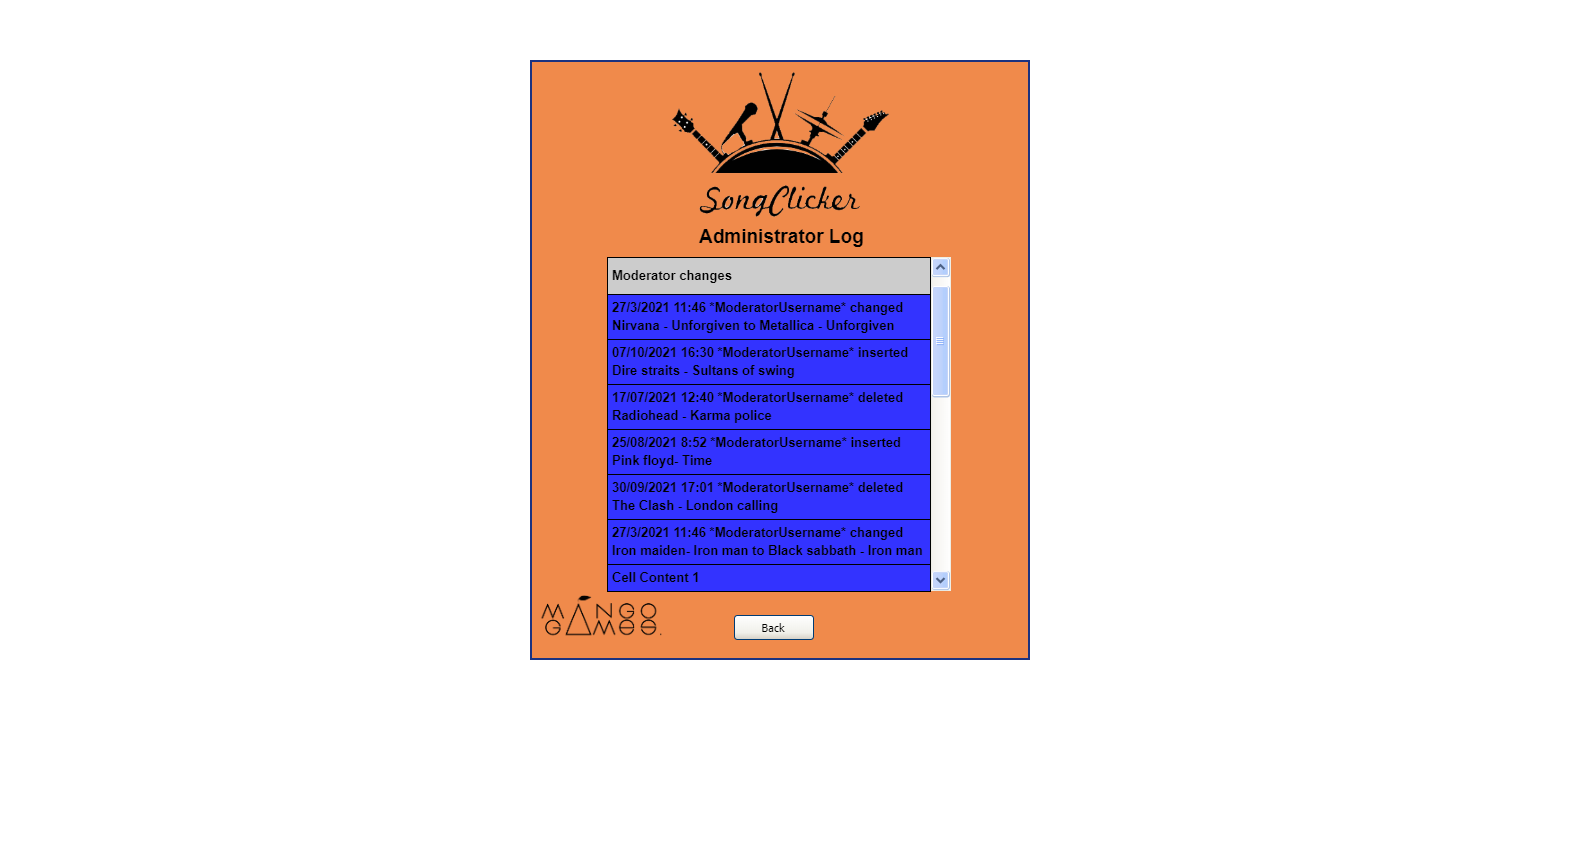 SongClicker
Administrator Log
Moderator changes
27/3/2021 11:46 *ModeratorUsername* changed
Nirvana - Unforgiven to Metallica - Unforgiven
07/10/2021 16:30 *ModeratorUsername* inserted
Dire straits - Sultans of swing
17/07/2021 12:40 *ModeratorUsername* deleted
Radiohead - Karma police
25/08/2021 8:52 *ModeratorUsername* inserted
Pink floyd- Time
30/09/2021 17:01 *ModeratorUsername* deleted
The Clash - London calling
27/3/2021 11:46 *ModeratorUsername* changed
Iron maiden- Iron man to Black sabbath - Iron man
Cell Content 1
MANGO
GAMES.
Back